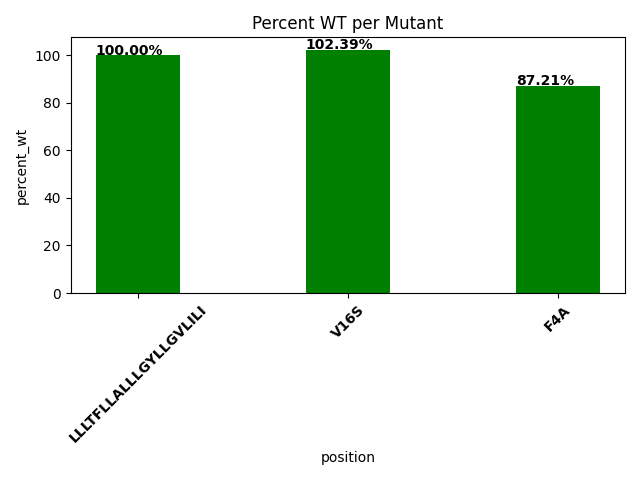 Percent WT per Mutant
100.00%
102.39%
87.21%
percent_wt
100
80
60
40
20
0
LLLTFLLALLLGYLLGVLILI
V16S
F4A
position